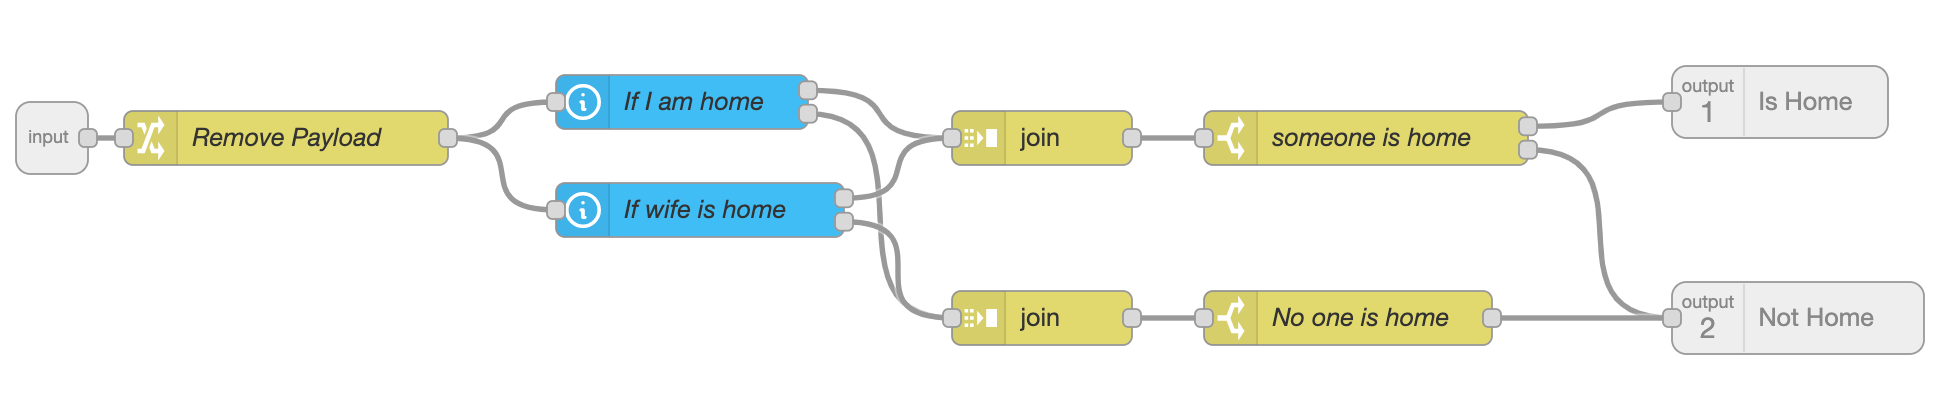 input
Remove Payload
If I am home
If wife is home
join
someone is home
output
1
Is Home
join
No one is home
output
2
Not Home